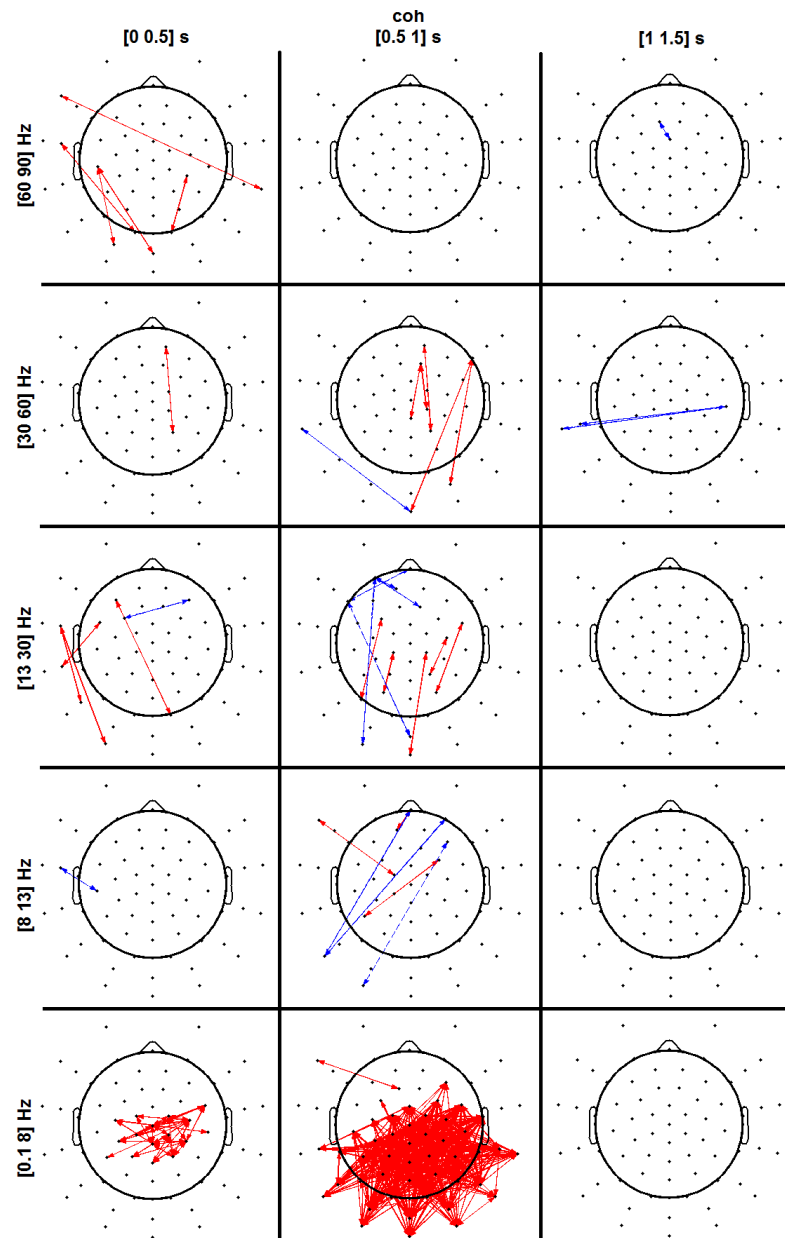 coh
[0 0.5] s
[0.5 1] s
[1 1.5] s
[60 90] Hz
[30 60] Hz
[13 30] Hz
[8 13] Hz
[0.1 8] Hz